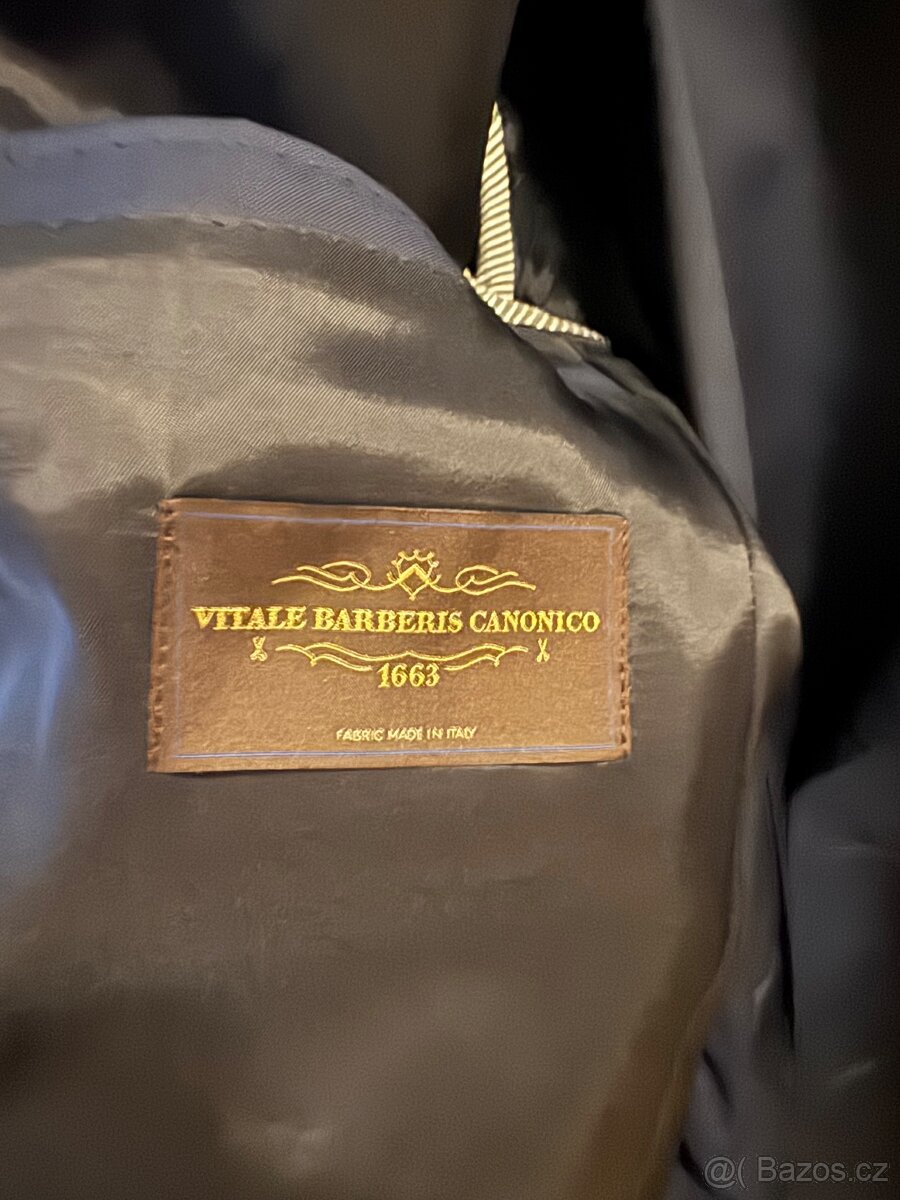 VITALE BARBERIS CANONICO
1663
FABRIC MADE IN ITALY
@( Bazos.cz